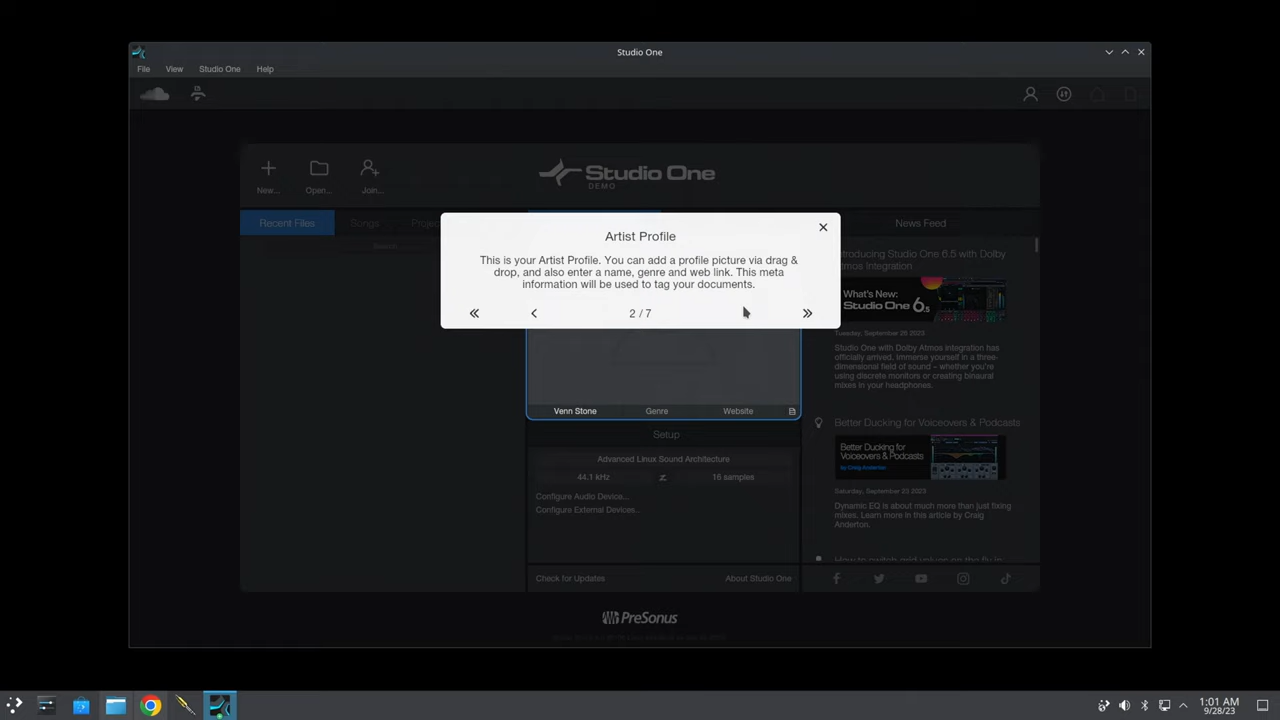 Studio One
File View Studio One Help
New... Open... Join...
Studio One
DEMO
Recent Files Songs
News Feed
Artist Profile
This is your Artist Profile. You can add a profile picture via drag &
drop, and also enter a name, genre and web link. This meta
information will be used to tag your documents.
2 / 7
Venn Stone Genre Website
Setup
Advanced Linux Sound Architecture
44.1 kHz 16 samples
Configure Audio Device...
Configure External Devices...
Check for Updates About Studio One
Introducing Studio One 6.5 with Dolby
Atmos Integration
What's New:
Studio One 6.5
Tuesday, September 26 2023
Studio One with Dolby Atmos integration has
officially arrived. Immerse yourself in a three-
dimensional field of sound – whether you're
using discrete monitors or creating binaural
mixes in your headphones.
Better Ducking for Voiceovers & Podcasts
Better Ducking for
Voiceovers & Podcasts
by Craig Anderton
Saturday, September 23 2023
Dynamic EQ is about much more than just fixing
mixes. Learn more in this article by Craig
Anderton.
PreSonus
1:01 AM
9/28/23